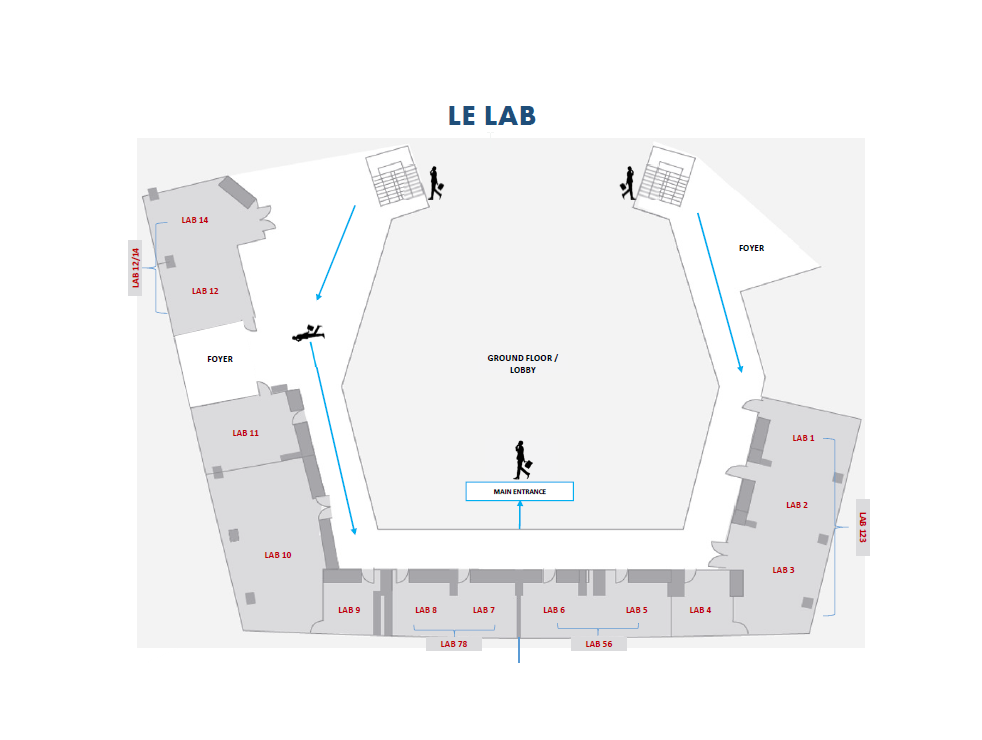 LE LAB
LAB 14
LAB 12/14
LAB 12
FOYER
FOYER
GROUND FLOOR /
LOBBY
LAB 11
LAB 10
MAIN ENTRANCE
LAB 1
LAB 2
LAB 123
LAB 3
LAB 9
LAB 8
LAB 7
LAB 6
LAB 5
LAB 4
LAB 78
LAB 56